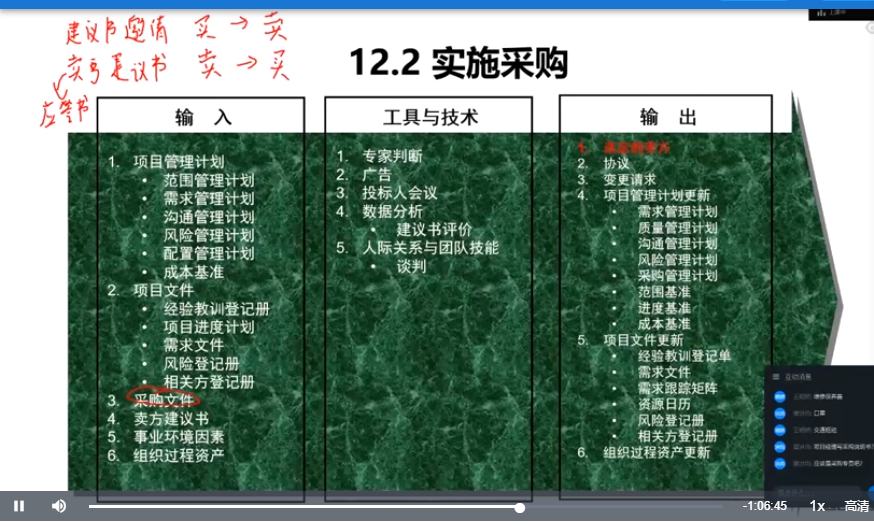 建议书邀请 买 → 卖
卖方建议书 卖 → 买
应答书
12.2 实施采购
输 入
1. 项目管理计划
• 范围管理计划
• 需求管理计划
• 沟通管理计划
• 风险管理计划
• 配置管理计划
• 成本基准
2. 项目文件
• 经验教训登记册
• 项目进度计划
• 需求文件
• 风险登记册
• 相关方登记册
3. 采购文件
4. 卖方建议书
5. 事业环境因素
6. 组织过程资产
工具与技术
1. 专家判断
2. 广告
3. 投标人会议
4. 数据分析
• 建议书评价
5. 人际关系与团队技能
• 谈判
输 出
1. 选定的卖方
2. 协议
3. 变更请求
4. 项目管理计划更新
• 需求管理计划
• 质量管理计划
• 沟通管理计划
• 风险管理计划
• 采购管理计划
• 范围基准
• 进度基准
• 成本基准
5. 项目文件更新
• 经验教训登记单
• 需求文件
• 需求跟踪矩阵
• 资源日历
• 风险登记册
• 相关方登记册
6. 组织过程资产更新
互动消息
口罩
-1:06:45
1x
高清